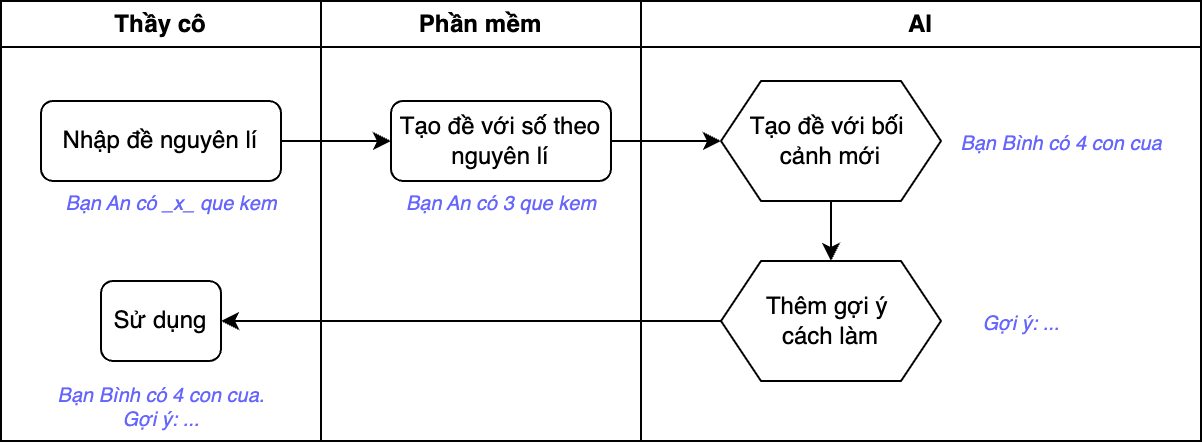 Thầy cô
Phần mềm
AI
Nhập đề nguyên lí
Bạn An có _x_ que kem
Tạo đề với số theo
nguyên lí
Bạn An có 3 que kem
Tạo đề với bối
cảnh mới
Bạn Bình có 4 con cua
Thêm gợi ý
cách làm
Gợi ý: ...
Sử dụng
Bạn Bình có 4 con cua.
Gợi ý: ...